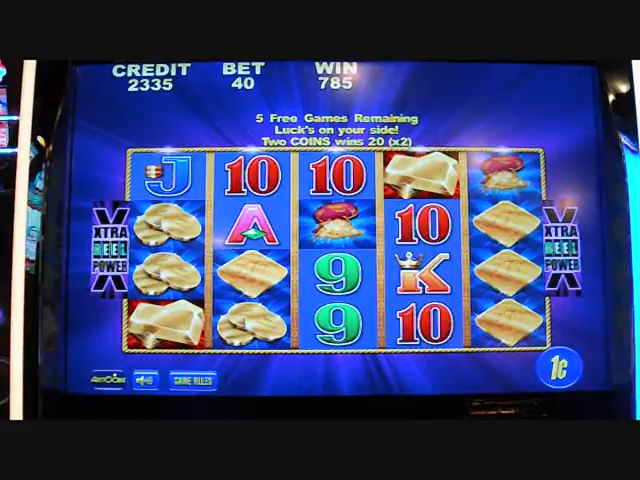 CREDIT BET WIN
2335 40 785
5 Free Games Remaining
Luck's on your side!
Two COINS wins 20 (x2)
J 10 10
A 10
9 K
9 10
XTRA
REEL
POWER
X
XTRA
REEL
POWER
X
GAME RULES
1c